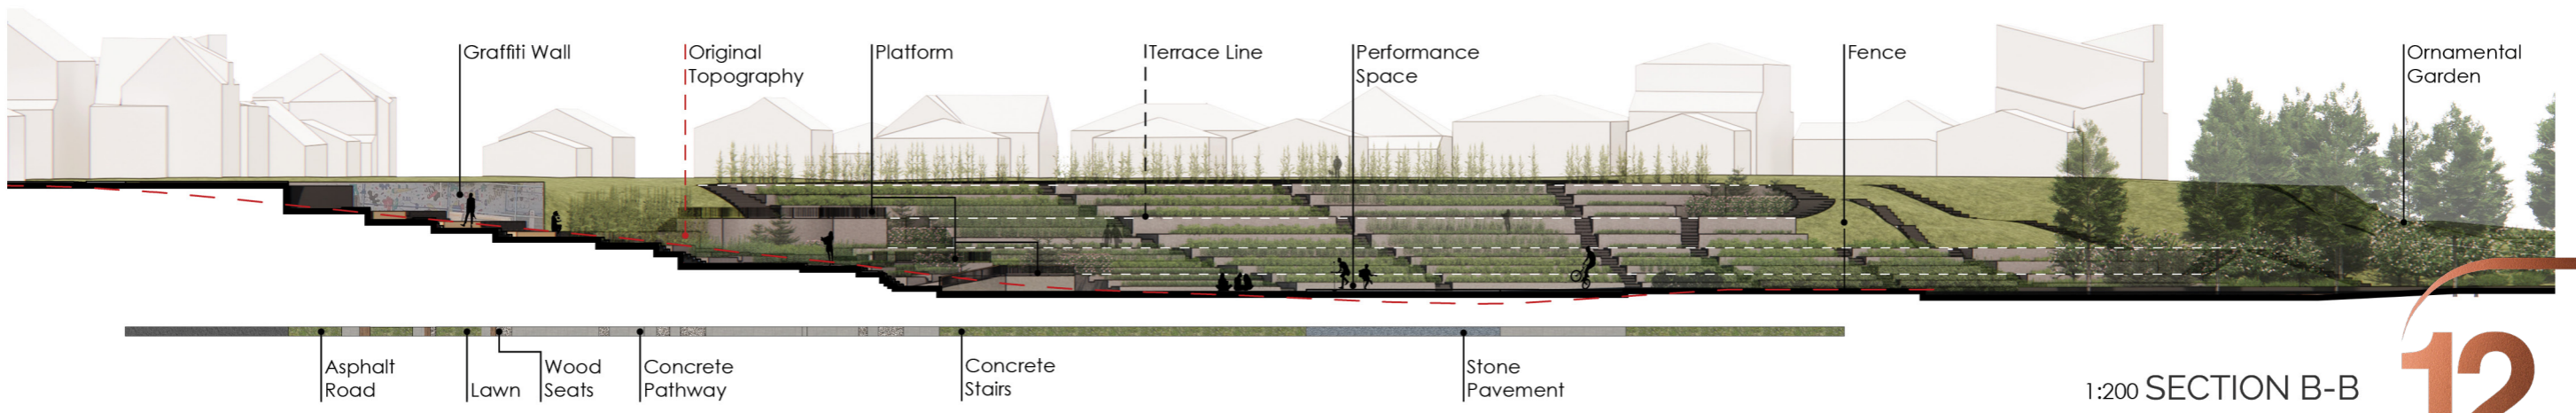 Graffiti Wall
Original
Topography
Platform
Terrace Line
Performance
Space
Fence
Ornamental
Garden
Asphalt
Road
Lawn
Wood
Seats
Concrete
Pathway
Concrete
Stairs
Stone
Pavement
1:200 SECTION B-B
12